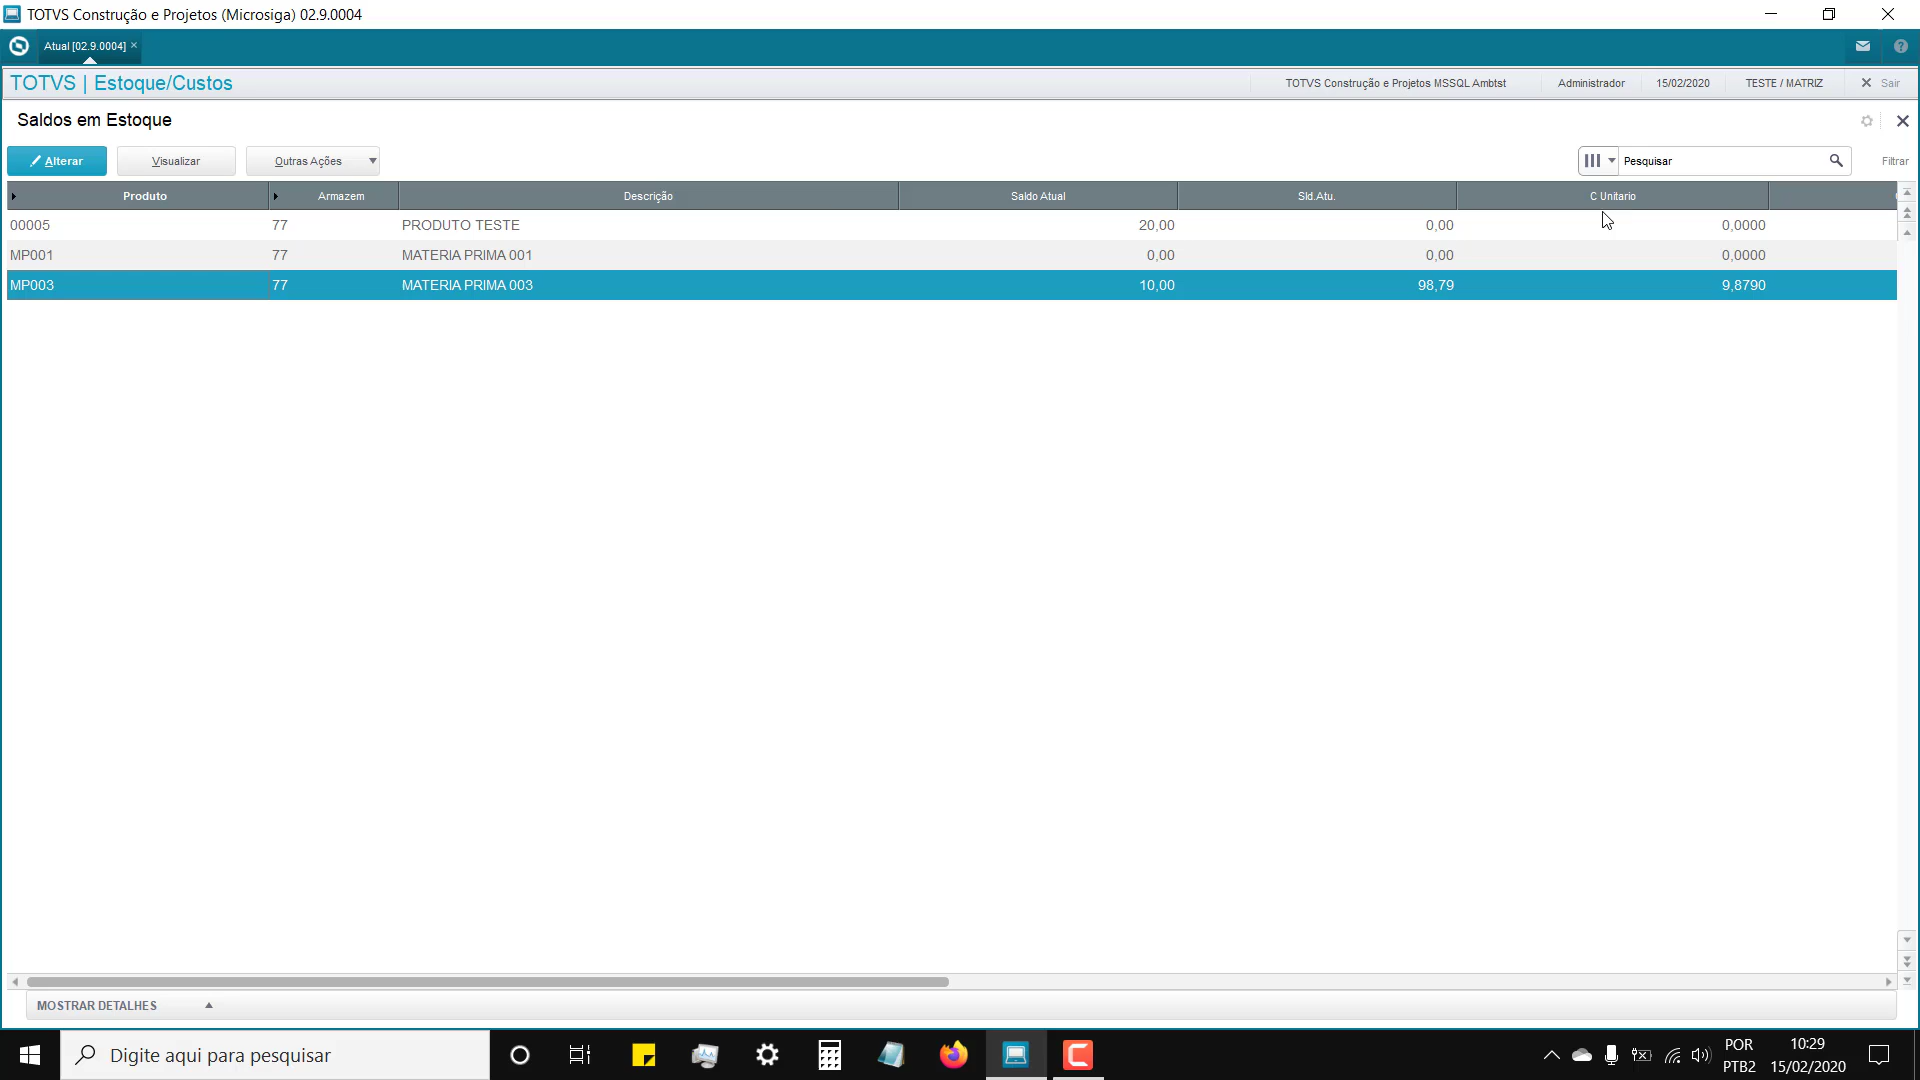 TOTVS Construção e Projetos (Microsiga) 02.9.0004
Atual [02.9.0004]
TOTVS | Estoque/Custos
TOTVS Construção e Projetos MSSQL Ambtst
Administrador
15/02/2020
TESTE / MATRIZ
Sair
Saldos em Estoque
Alterar
Visualizar
Outras Ações
Pesquisar
Filtrar
Produto Armazem Descrição Saldo Atual Sld.Atu. C Unitario
00005 77 PRODUTO TESTE 20,00 0,00 0,0000
MP001 77 MATERIA PRIMA 001 0,00 0,00 0,0000
MP003 77 MATERIA PRIMA 003 10,00 98,79 9,8790
MOSTRAR DETALHES
Digite aqui para pesquisar
POR
PTB2
10:29
15/02/2020